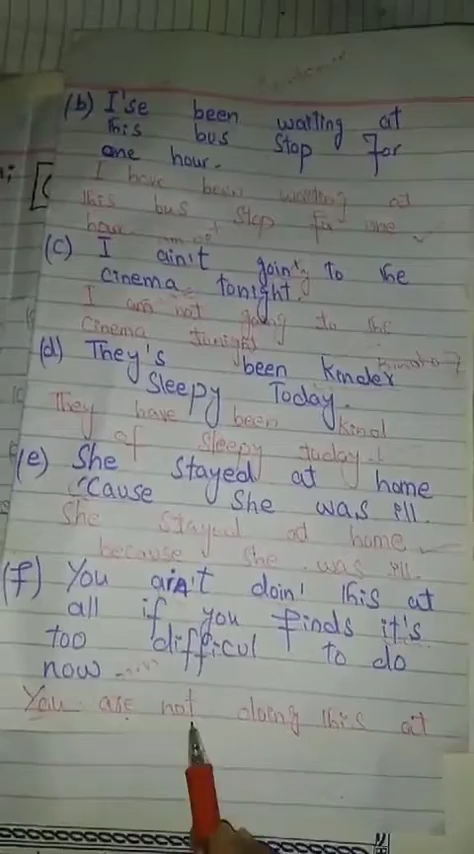 (b) I'se been waiting at
this bus stop for
one hour.
I have been waiting at
this bus stop for one
hour
(c) I ain't going to the
cinema tonight.
I am not going to the
cinema tunight
(d) They's been Kinder
Sleepy Today.
They have been kind
of sleepy today.
(e) She stayed at home
'Cause She was ill.
She stayed at home
because she was ill.
(f) You ain't doin' this at
all if you finds it's
too difficul to do
now....
You are not doing this at